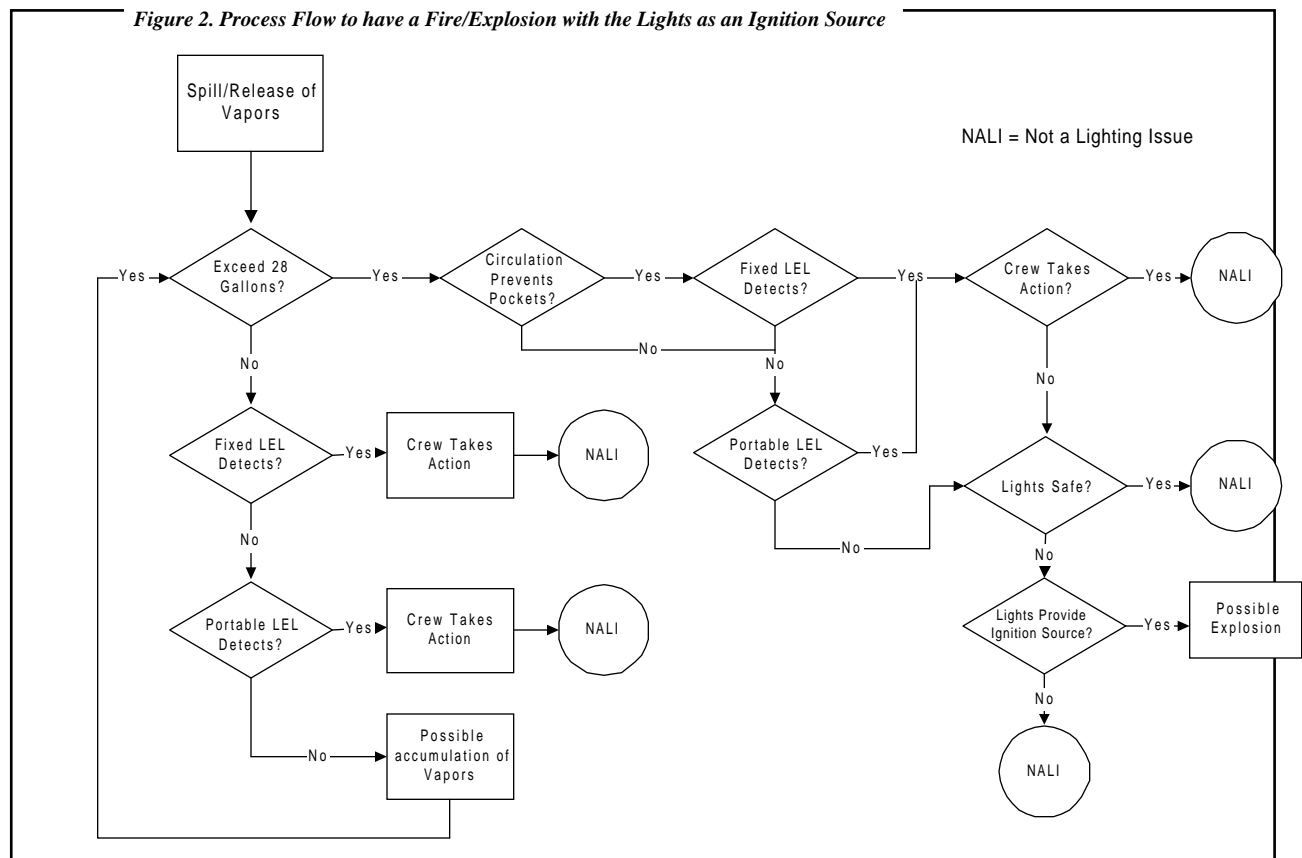 Figure 2. Process Flow to have a Fire/Explosion with the Lights as an Ignition Source
Spill/Release of
Vapors
NALI = Not a Lighting Issue
Yes
Exceed 28
Gallons?
Yes
Circulation
Prevents
Pockets?
Yes
Fixed LEL
Detects?
Yes
Crew Takes
Action?
Yes
NALI
No
No
No
No
Fixed LEL
Detects?
Yes
Crew Takes
Action
NALI
Portable LEL
Detects?
Yes
Lights Safe?
Yes
NALI
No
No
No
Portable LEL
Detects?
Yes
Crew Takes
Action
NALI
Lights Provide
Ignition Source?
Yes
Possible
Explosion
No
No
Possible
accumulation of
Vapors
NALI